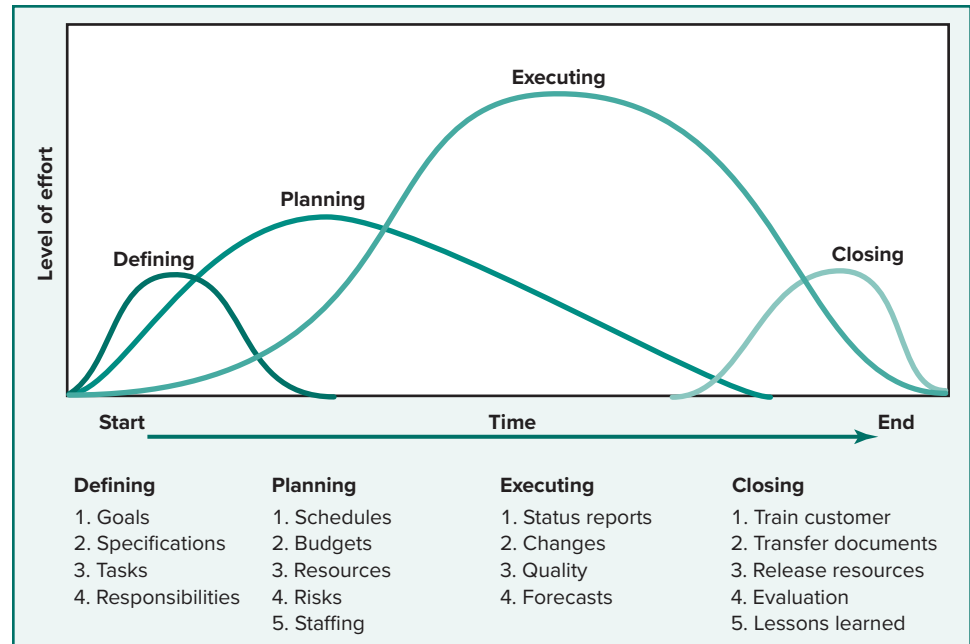 Executing
Planning
Defining
Closing
Level of effort
Start Time End
Defining
1. Goals
2. Specifications
3. Tasks
4. Responsibilities
Planning
1. Schedules
2. Budgets
3. Resources
4. Risks
5. Staffing
Executing
1. Status reports
2. Changes
3. Quality
4. Forecasts
Closing
1. Train customer
2. Transfer documents
3. Release resources
4. Evaluation
5. Lessons learned